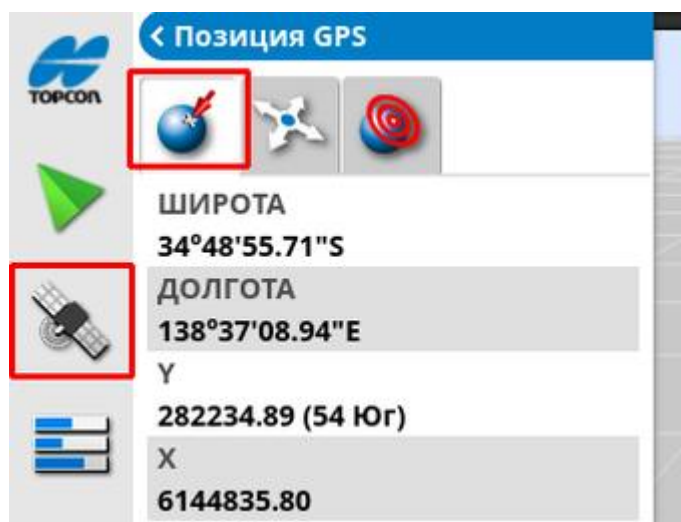 < Позиция GPS
TOPCON
ШИРОТА
34°48'55.71"S
ДОЛГОТА
138°37'08.94"E
Y
282234.89 (54 Юг)
X
6144835.80